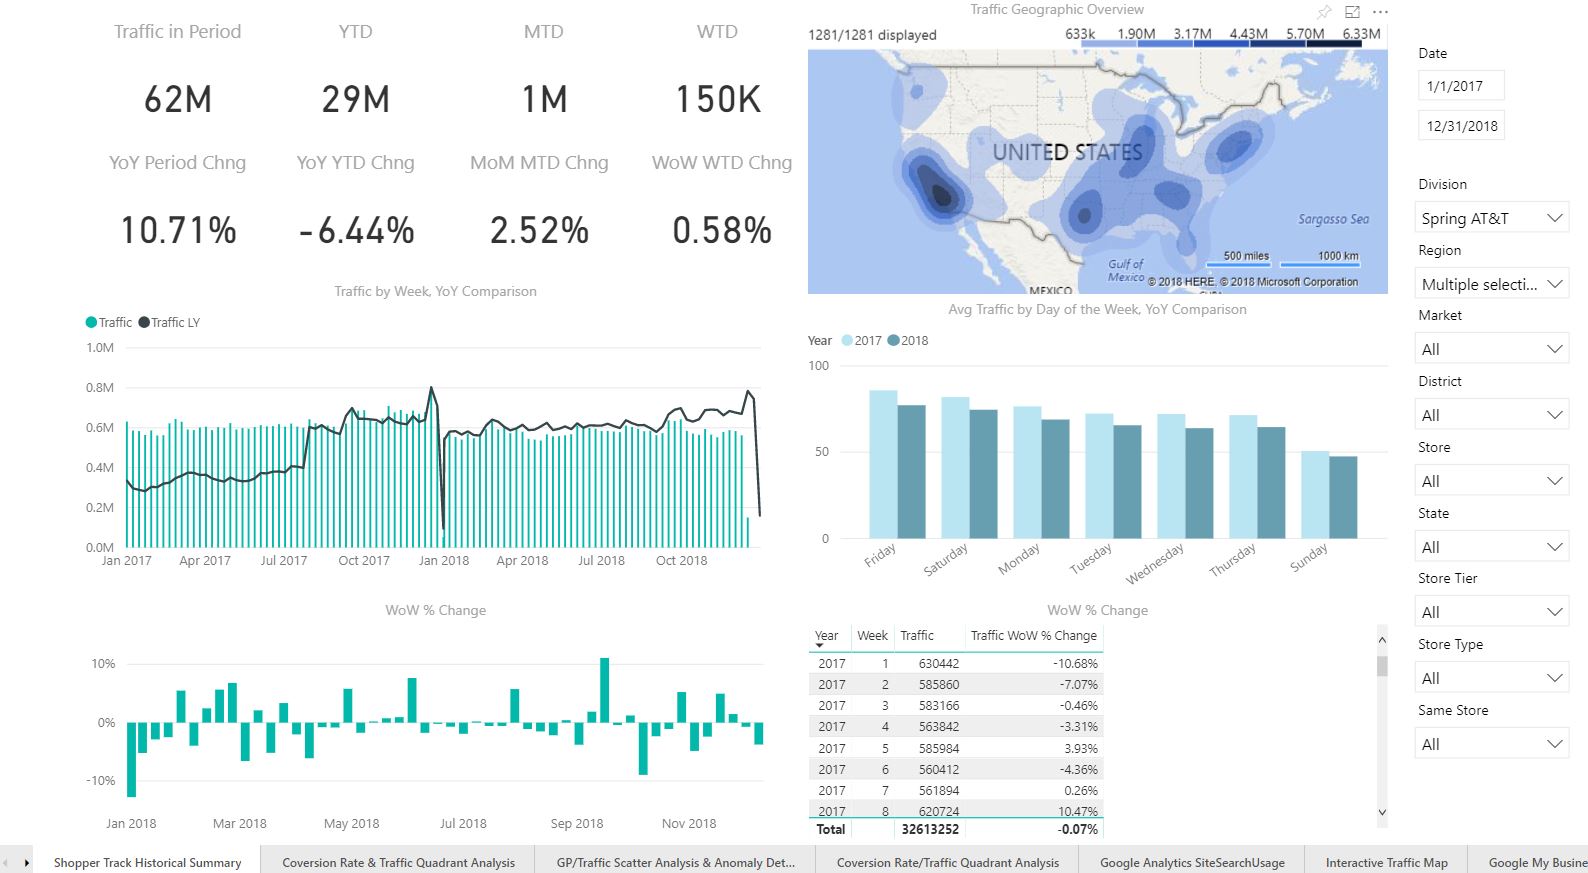 Traffic in Period
YTD
MTD
WTD
62M
29M
1M
150K
YoY Period Chng
YoY YTD Chng
MoM MTD Chng
WoW WTD Chng
10.71%
-6.44%
2.52%
0.58%
Traffic Geographic Overview
1281/1281 displayed
633k 1.90M 3.17M 4.43M 5.70M 6.33M
UNITED STATES
Sargasso Sea
500 miles 1000 km
Gulf of
Mexico
© 2018 HERE, © 2018 Microsoft Corporation
MEXICO
Date
1/1/2017
12/31/2018
Division
Spring AT&T
Region
Multiple selecti...
Market
All
District
All
Store
All
State
All
Store Tier
All
Store Type
All
Same Store
All
Traffic by Week, YoY Comparison
Traffic Traffic LY
1.0M
0.8M
0.6M
0.4M
0.2M
0.0M
Jan 2017 Apr 2017 Jul 2017 Oct 2017 Jan 2018 Apr 2018 Jul 2018 Oct 2018
Avg Traffic by Day of the Week, YoY Comparison
Year 2017 2018
100
50
0
Friday Saturday Monday Tuesday Wednesday Thursday Sunday
WoW % Change
10%
0%
-10%
Jan 2018 Mar 2018 May 2018 Jul 2018 Sep 2018 Nov 2018
WoW % Change
Year Week Traffic Traffic WoW % Change
2017 1 630442 -10.68%
2017 2 585860 -7.07%
2017 3 583166 -0.46%
2017 4 563842 -3.31%
2017 5 585984 3.93%
2017 6 560412 -4.36%
2017 7 561894 0.26%
2017 8 620724 10.47%
Total 32613252 -0.07%
Shopper Track Historical Summary
Coversion Rate & Traffic Quadrant Analysis
GP/Traffic Scatter Analysis & Anomaly Det...
Coversion Rate/Traffic Quadrant Analysis
Google Analytics SiteSearchUsage
Interactive Traffic Map
Google My Busine